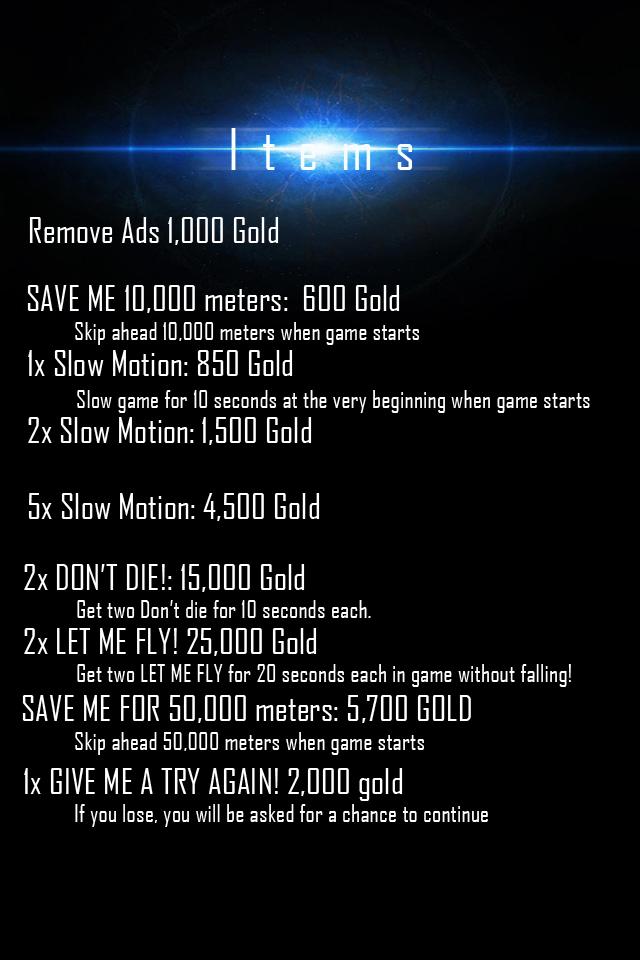 Items
Remove Ads 1,000 Gold
SAVE ME 10,000 meters: 600 Gold
Skip ahead 10,000 meters when game starts
1x Slow Motion: 850 Gold
Slow game for 10 seconds at the very beginning when game starts
2x Slow Motion: 1,500 Gold
5x Slow Motion: 4,500 Gold
2x DON'T DIE!: 15,000 Gold
Get two Don't die for 10 seconds each.
2x LET ME FLY! 25,000 Gold
Get two LET ME FLY for 20 seconds each in game without falling!
SAVE ME FOR 50,000 meters: 5,700 GOLD
Skip ahead 50,000 meters when game starts
1x GIVE ME A TRY AGAIN! 2,000 gold
If you lose, you will be asked for a chance to continue